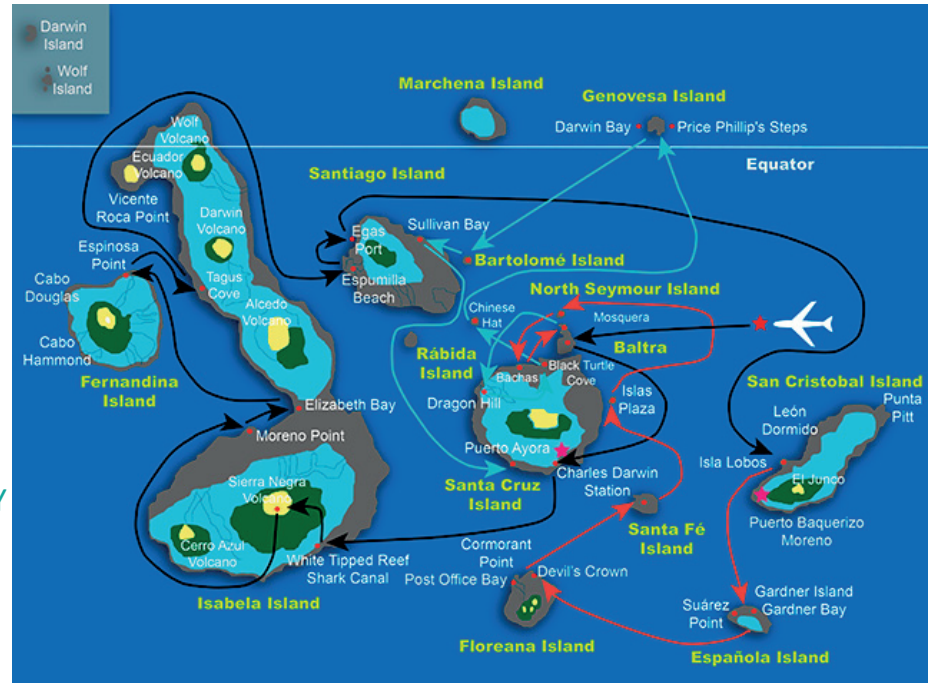 Darwin
Island
Wolf
Island
Marchena Island
Genovesa Island
Darwin Bay
Price Phillip's Steps
Equator
Wolf
Volcano
Ecuador
Volcano
Vicente
Roca Point
Santiago Island
Darwin
Volcano
Egas
Port
Sullivan Bay
Espinosa
Point
Tagus
Cove
Espumilla
Beach
Bartolomé Island
Cabo
Douglas
Alcedo
Volcano
North Seymour Island
Chinese
Hat
Mosquera
Cabo
Hammond
Rábida
Island
Baltra
Fernandina
Island
Bachas
Black Turtle
Cove
Dragon Hill
Islas
Plaza
San Cristobal Island
Punta
Pitt
León
Dormido
Elizabeth Bay
Moreno Point
Puerto Ayora
Isla Lobos
El Junco
Sierra Negra
Volcano
Santa Cruz
Island
Charles Darwin
Station
Puerto Baquerizo
Moreno
Santa Fé
Island
Cerro Azul
Volcano
White Tipped Reef
Shark Canal
Cormorant
Point
Post Office Bay
Devil's Crown
Isabela Island
Gardner Island
Gardner Bay
Suárez
Point
Floreana Island
Española Island